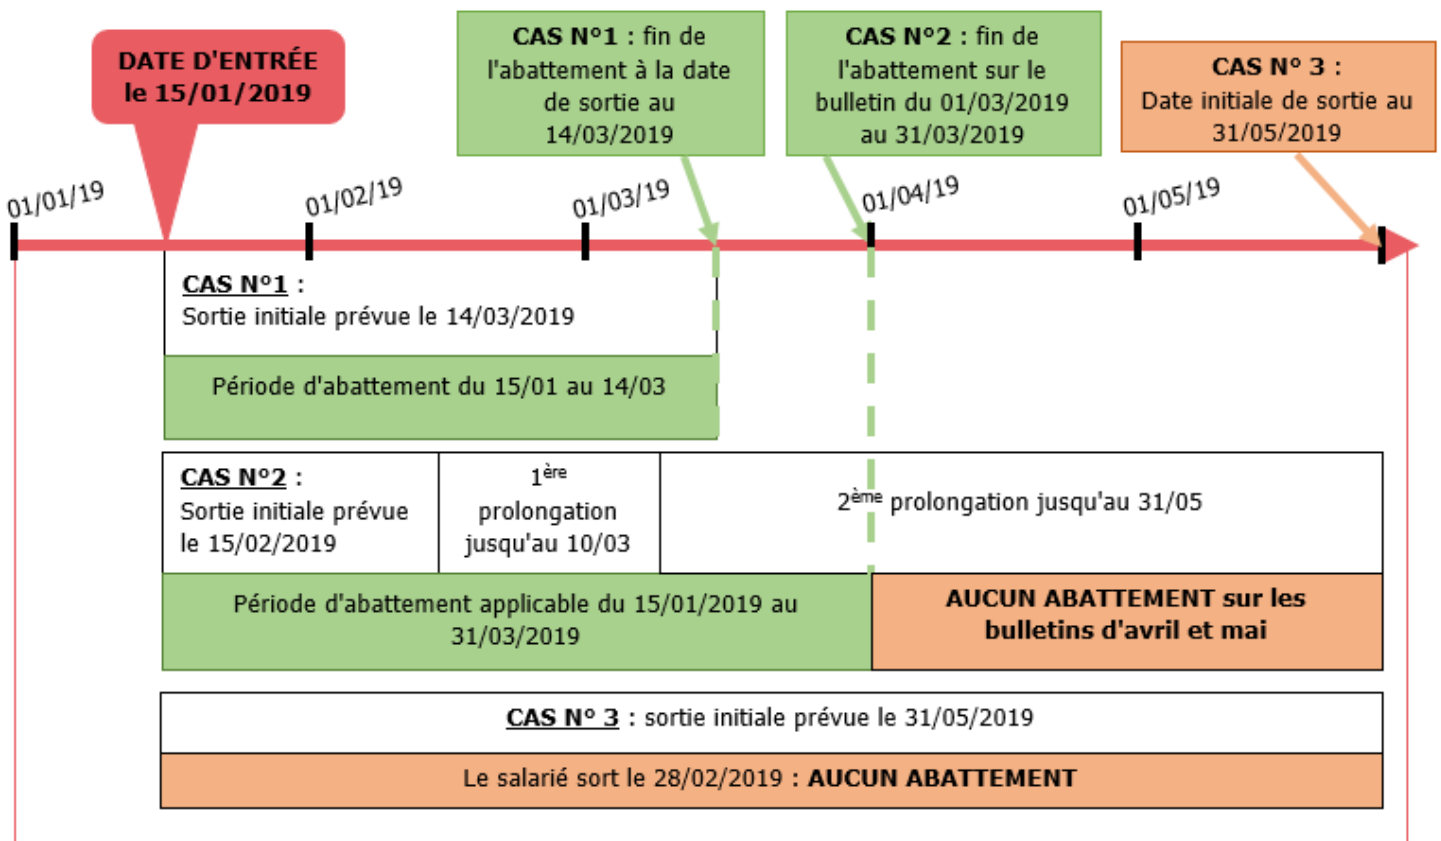 DATE D'ENTRÉE
le 15/01/2019
CAS N°1 : fin de
l'abattement à la date
de sortie au
14/03/2019
CAS N°2 : fin de
l'abattement sur le
bulletin du 01/03/2019
au 31/03/2019
CAS N° 3 :
Date initiale de sortie au
31/05/2019
01/01/19
01/02/19
01/03/19
01/04/19
01/05/19
CAS N°1 :
Sortie initiale prévue le 14/03/2019
Période d'abattement du 15/01 au 14/03
CAS N°2 :
Sortie initiale prévue
le 15/02/2019
1ère
prolongation
jusqu'au 10/03
2ème prolongation jusqu'au 31/05
Période d'abattement applicable du 15/01/2019 au
31/03/2019
AUCUN ABATTEMENT sur les
bulletins d'avril et mai
CAS N° 3 : sortie initiale prévue le 31/05/2019
Le salarié sort le 28/02/2019 : AUCUN ABATTEMENT